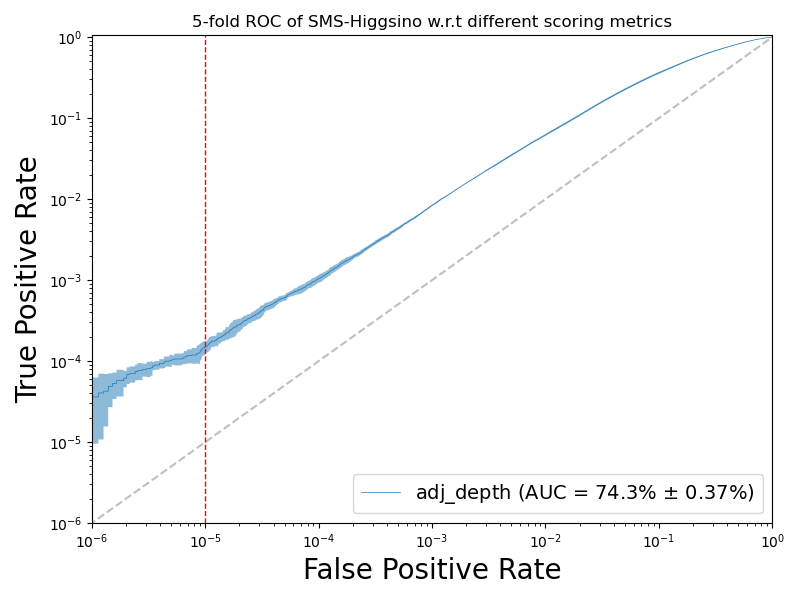 5-fold ROC of SMS-Higgsino w.r.t different scoring metrics
True Positive Rate
10⁰
10⁻¹
10⁻²
10⁻³
10⁻⁴
10⁻⁵
10⁻⁶
adj_depth (AUC = 74.3% ± 0.37%)
10⁻⁶ 10⁻⁵ 10⁻⁴ 10⁻³ 10⁻² 10⁻¹ 10⁰
False Positive Rate